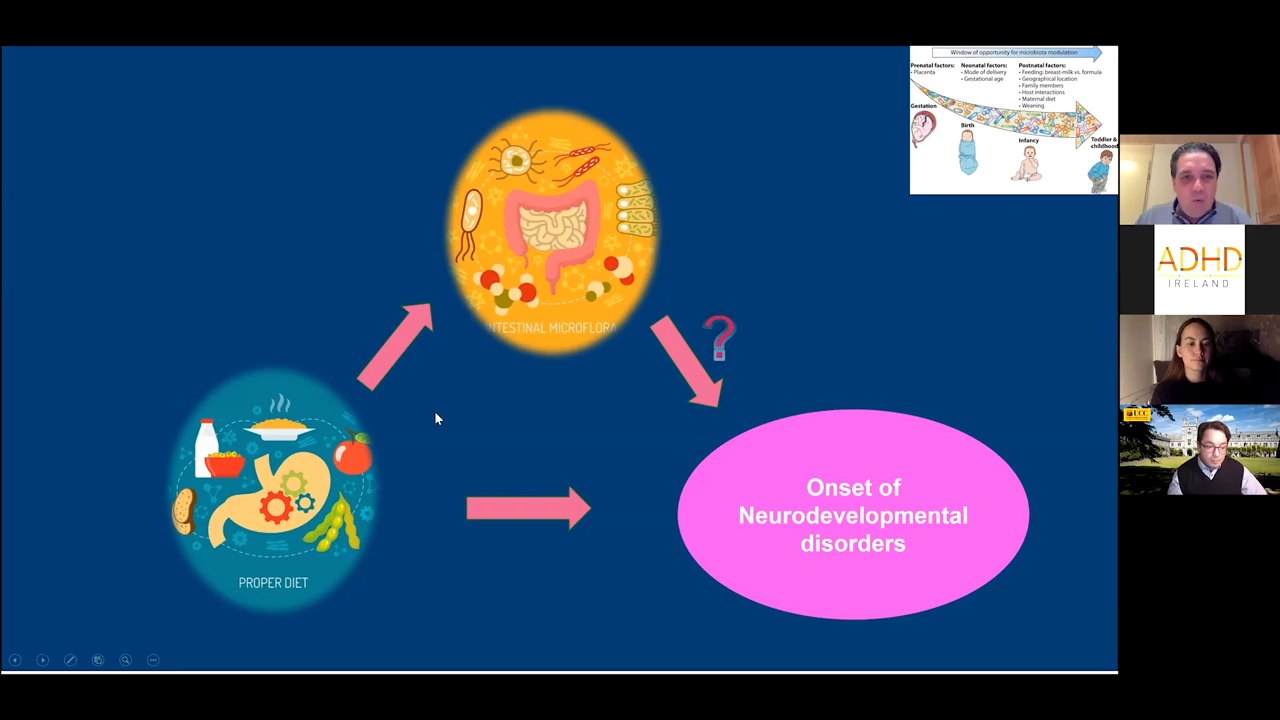 Window of opportunity for microbiota modulation
Prenatal factors:
• Placenta
Neonatal factors:
• Mode of delivery
• Gestational age
Postnatal factors:
• Feeding: breast-milk vs. formula
• Geographical location
• Family members
• Host interactions
• Maternal diet
• Weaning
Gestation
Birth
Infancy
Toddler &
childhood
NTESTINAL MICROFLORA
?
PROPER DIET
Onset of
Neurodevelopmental
disorders
ADHD
IRELAND
UCC